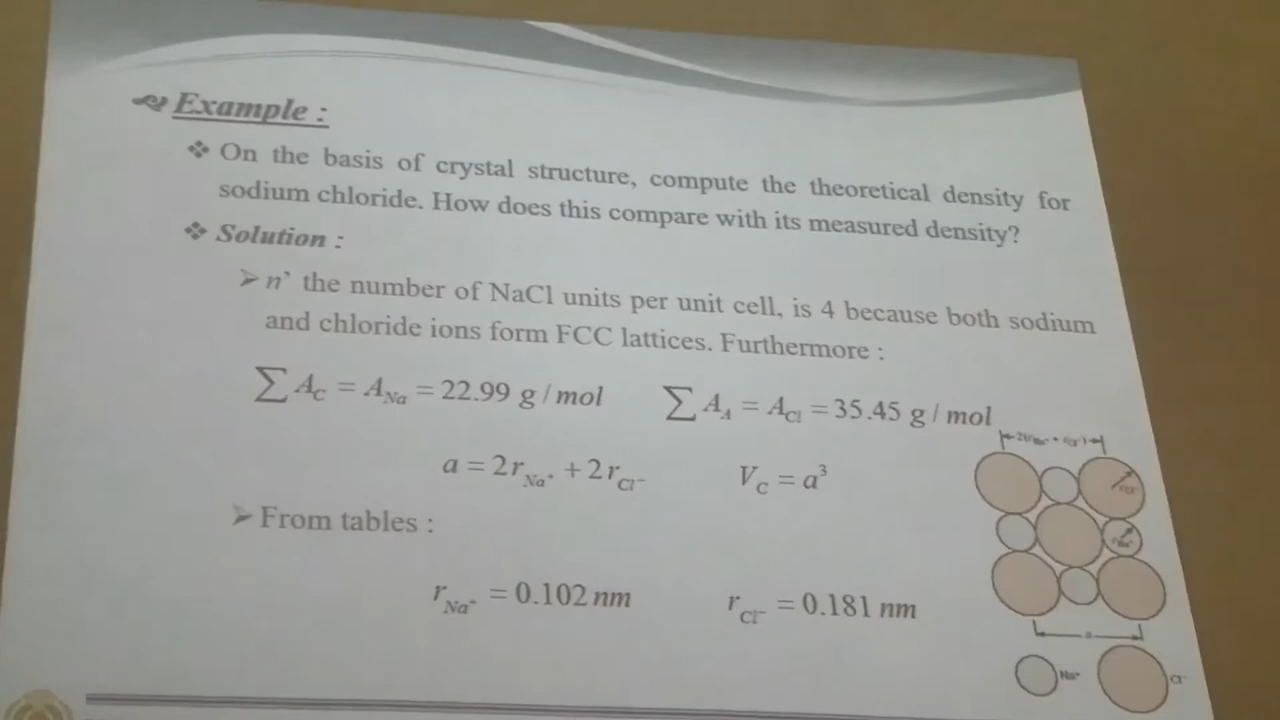 Example :
❖ On the basis of crystal structure, compute the theoretical density for
sodium chloride. How does this compare with its measured density?
❖ Solution :
➢ n’ the number of NaCl units per unit cell, is 4 because both sodium
and chloride ions form FCC lattices. Furthermore :
∑ A_C = A_Na = 22.99 g / mol ∑ A_A = A_Cl = 35.45 g / mol
a = 2r_Na⁺ + 2r_Cl⁻ V_C = a³
➢ From tables :
r_Na⁺ = 0.102 nm r_Cl⁻ = 0.181 nm
a
Na⁺ Cl⁻